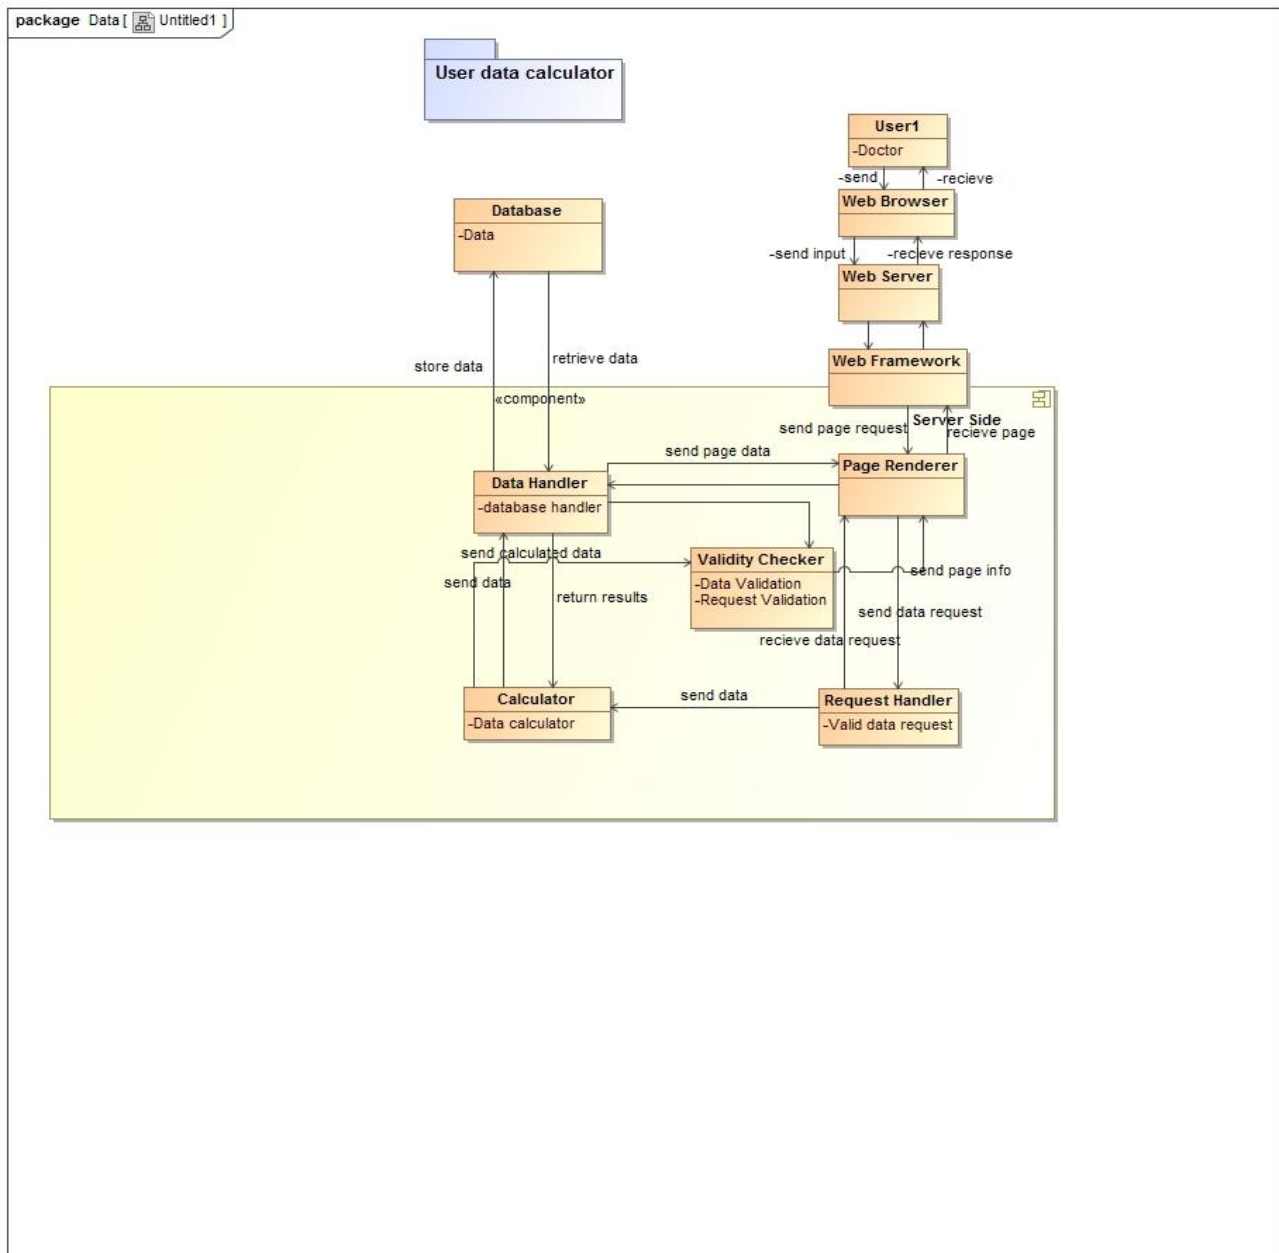 package Data [ Untitled1 ]
User data calculator
User1
-Doctor
-send
-recieve
Web Browser
-send input
-recieve response
Web Server
Database
-Data
Web Framework
store data
retrieve data
«component»
Server Side
send page request
recieve page
send page data
Page Renderer
Data Handler
-database handler
send calculated data
Validity Checker
-Data Validation
-Request Validation
send page info
send data
return results
send data request
recieve data request
Calculator
-Data calculator
send data
Request Handler
-Valid data request